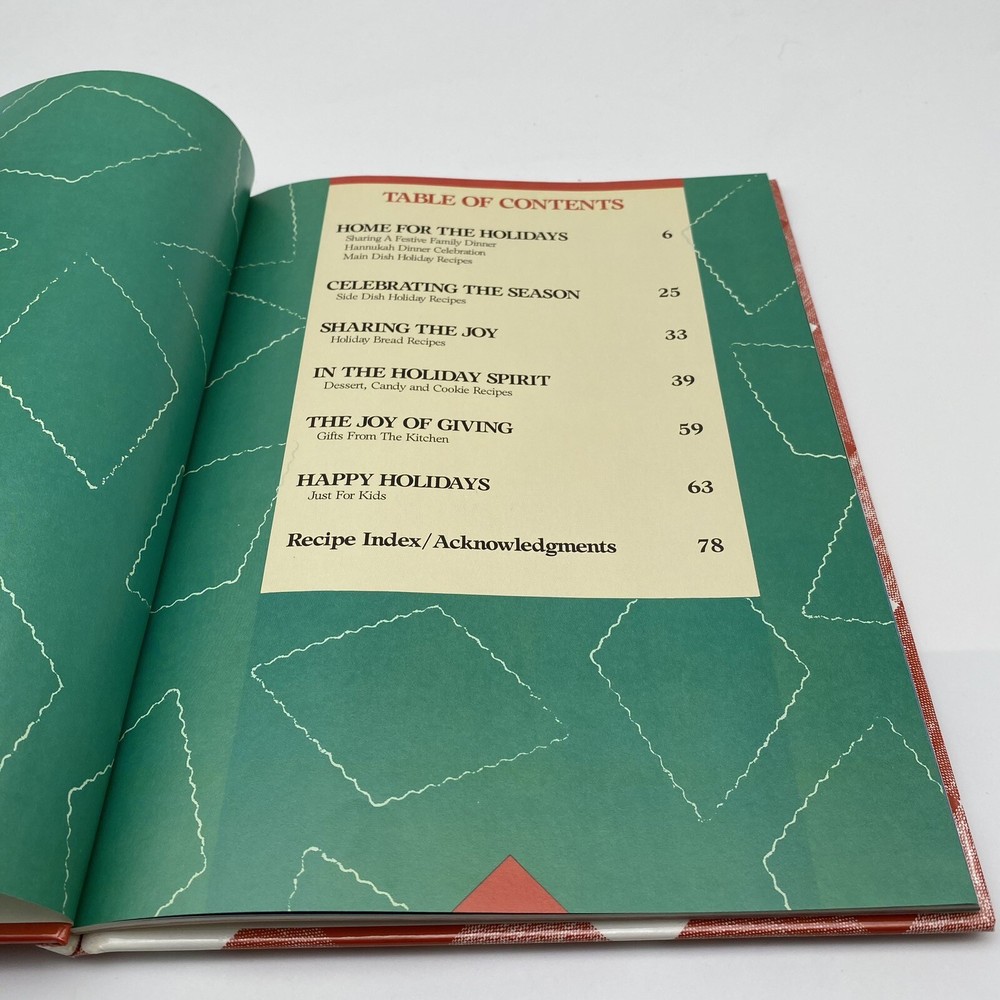 TABLE OF CONTENTS
HOME FOR THE HOLIDAYS 6
Sharing A Festive Family Dinner
Hannukah Dinner Celebration
Main Dish Holiday Recipes
CELEBRATING THE SEASON 25
Side Dish Holiday Recipes
SHARING THE JOY 33
Holiday Bread Recipes
IN THE HOLIDAY SPIRIT 39
Dessert, Candy and Cookie Recipes
THE JOY OF GIVING 59
Gifts From The Kitchen
HAPPY HOLIDAYS 63
Just For Kids
Recipe Index/Acknowledgments 78